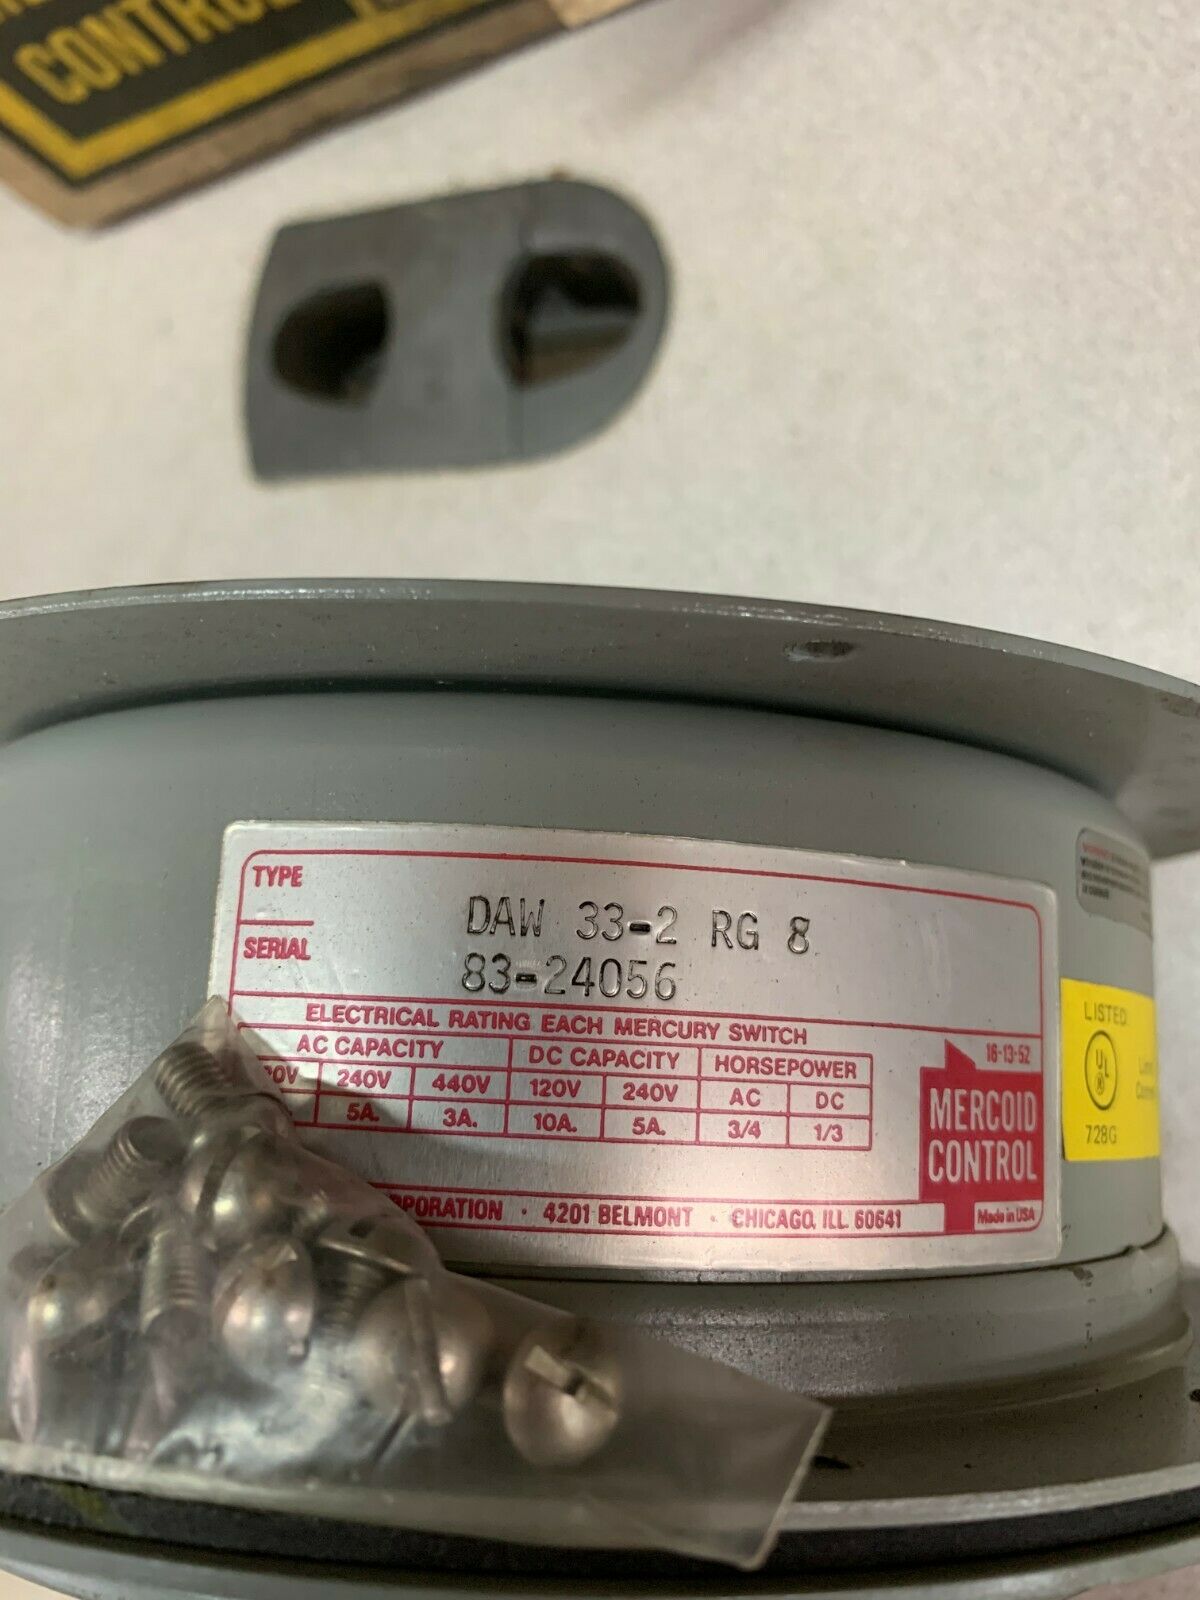 CONTROL
TYPE
DAW 33-2 RG 8
SERIAL
83-24056
ELECTRICAL RATING EACH MERCURY SWITCH
AC CAPACITY DC CAPACITY HORSEPOWER
240V 440V 120V 240V AC DC
5A. 3A. 10A. 5A. 3/4 1/3
16-13-52
MERCOID
CONTROL
Made in USA
· 4201 BELMONT · CHICAGO, ILL. 60641
LISTED
UL
®
728G